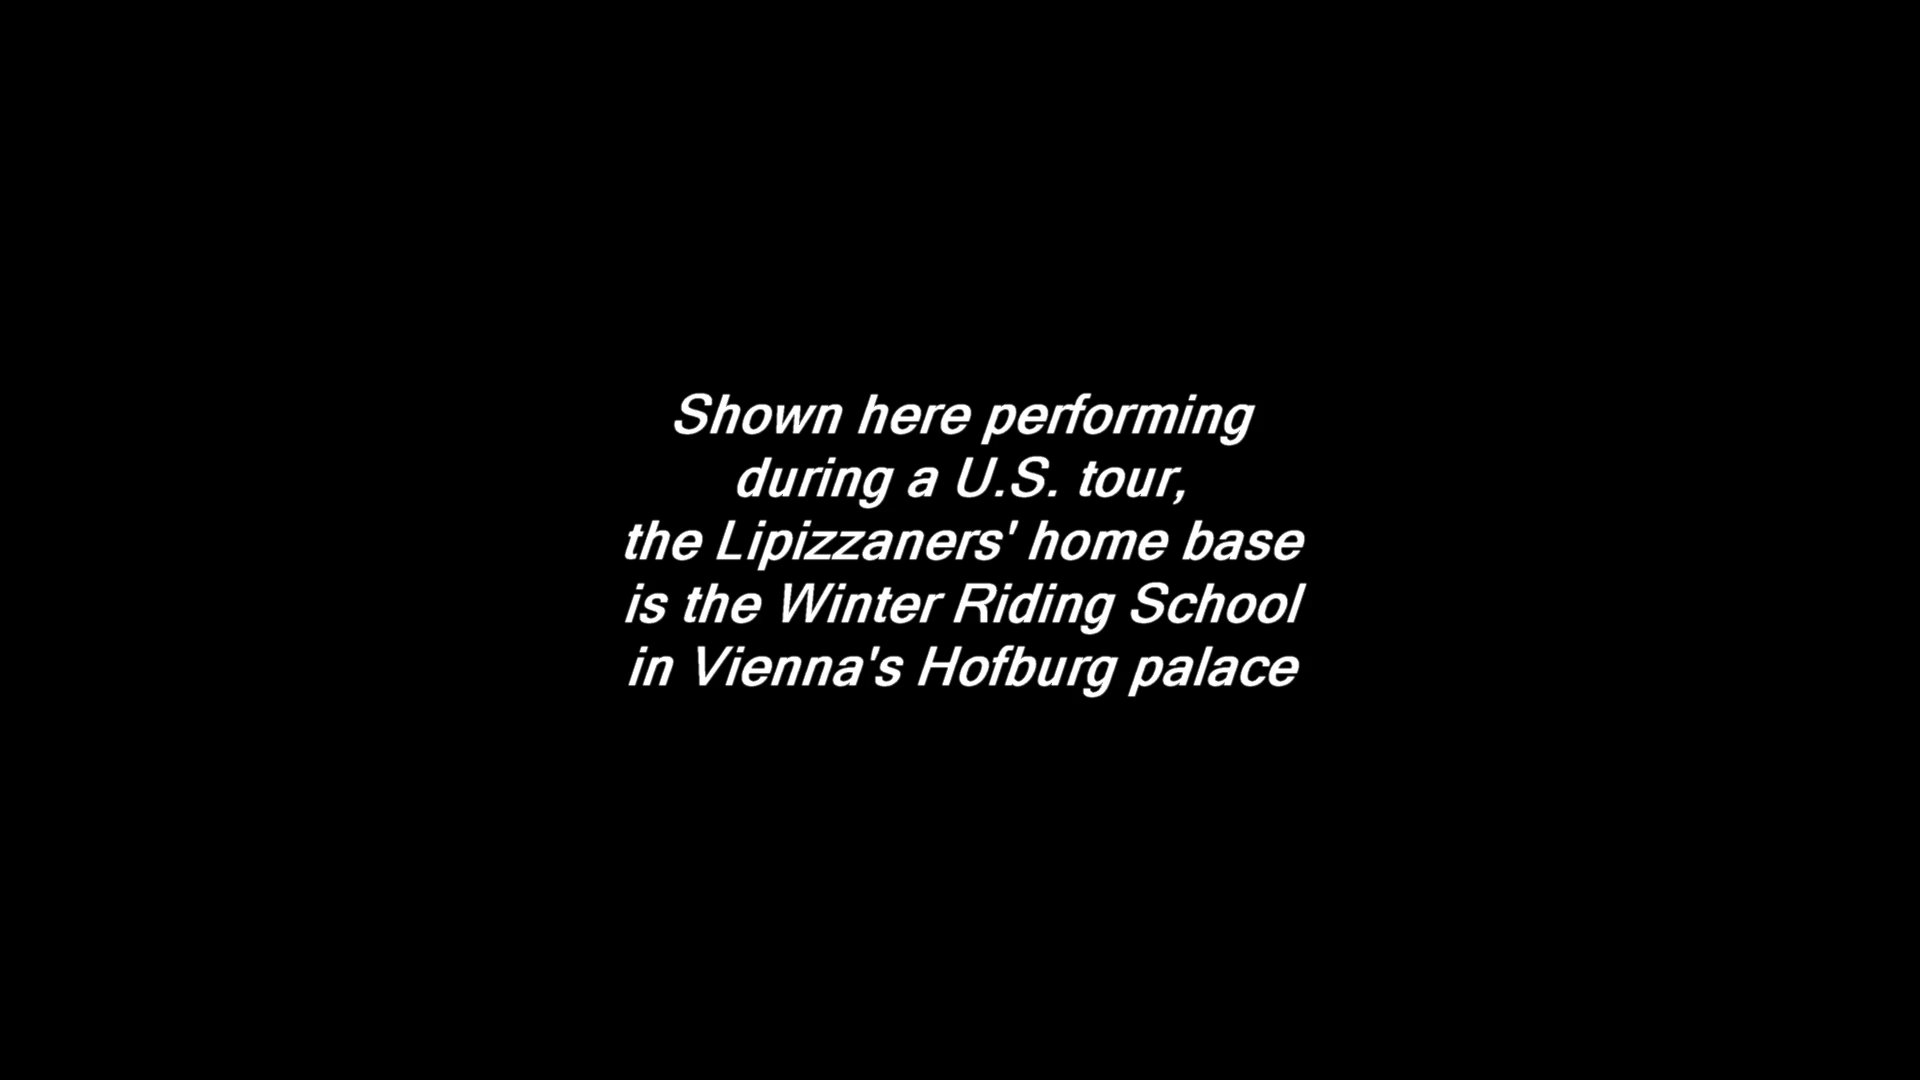 Shown here performing
during a U.S. tour,
the Lipizzaners' home base
is the Winter Riding School
in Vienna's Hofburg palace